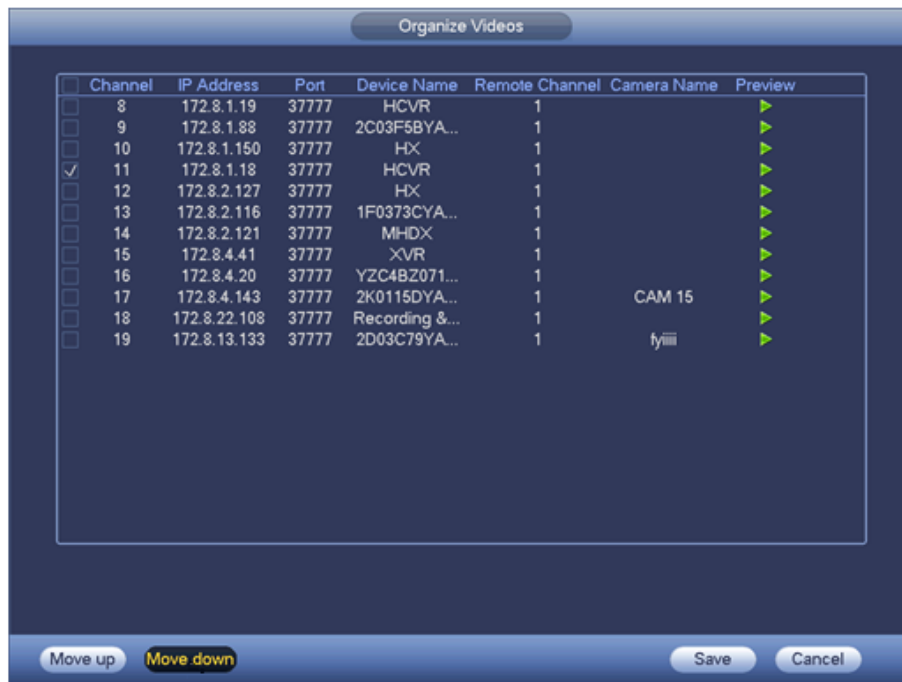 Organize Videos
Channel IP Address Port Device Name Remote Channel Camera Name Preview
8 172.8.1.19 37777 HCVR 1
9 172.8.1.88 37777 2C03F5BYA... 1
10 172.8.1.150 37777 HX 1
11 172.8.1.18 37777 HCVR 1
12 172.8.2.127 37777 HX 1
13 172.8.2.116 37777 1F0373CYA... 1
14 172.8.2.121 37777 MHDX 1
15 172.8.4.41 37777 XVR 1
16 172.8.4.20 37777 YZC4BZ071... 1
17 172.8.4.143 37777 2K0115DYA... 1 CAM 15
18 172.8.22.108 37777 Recording &... 1
19 172.8.13.133 37777 2D03C79YA... 1 fyiiii
Move up Move down Save Cancel